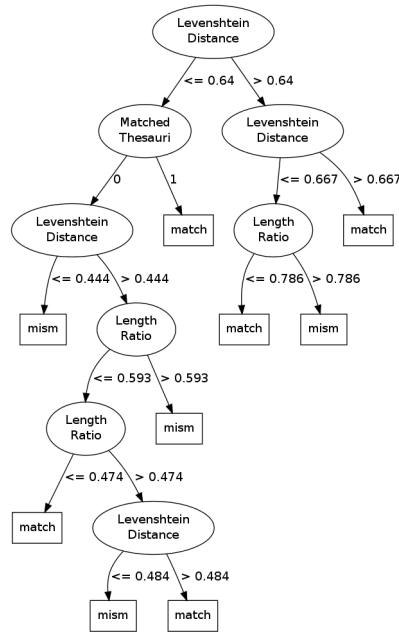 Levenshtein
Distance
<= 0.64
> 0.64
Matched
Thesauri
Levenshtein
Distance
0
1
<= 0.667
> 0.667
Levenshtein
Distance
match
Length
Ratio
match
<= 0.444
> 0.444
<= 0.786
> 0.786
mism
Length
Ratio
match
mism
<= 0.593
> 0.593
Length
Ratio
mism
<= 0.474
> 0.474
match
Levenshtein
Distance
<= 0.484
> 0.484
mism
match